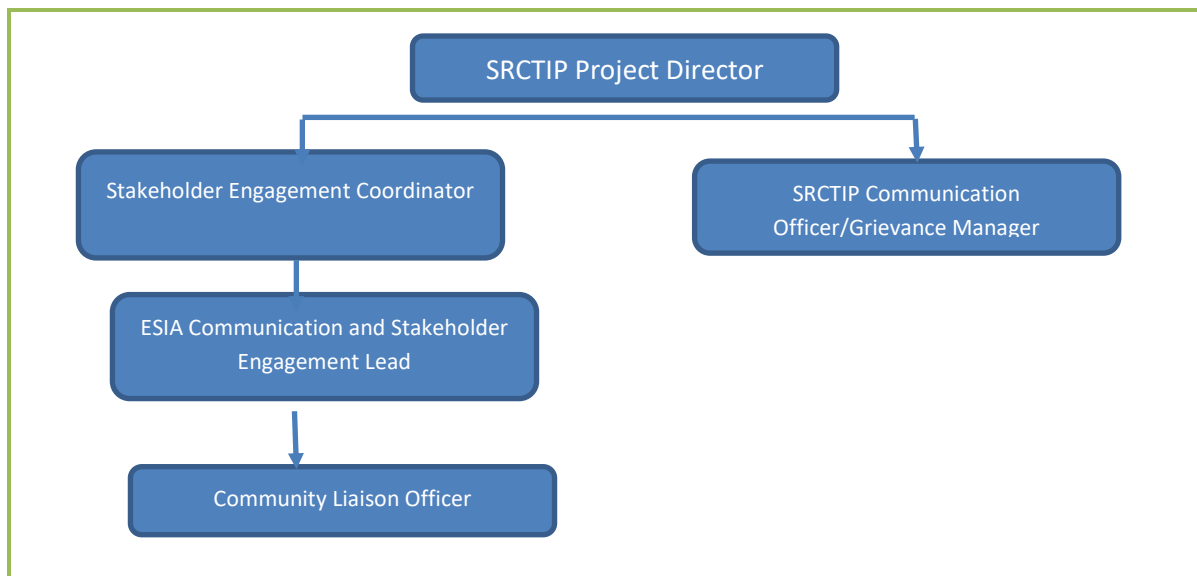 SRCTIP Project Director
Stakeholder Engagement Coordinator
SRCTIP Communication
Officer/Grievance Manager
ESIA Communication and Stakeholder
Engagement Lead
Community Liaison Officer